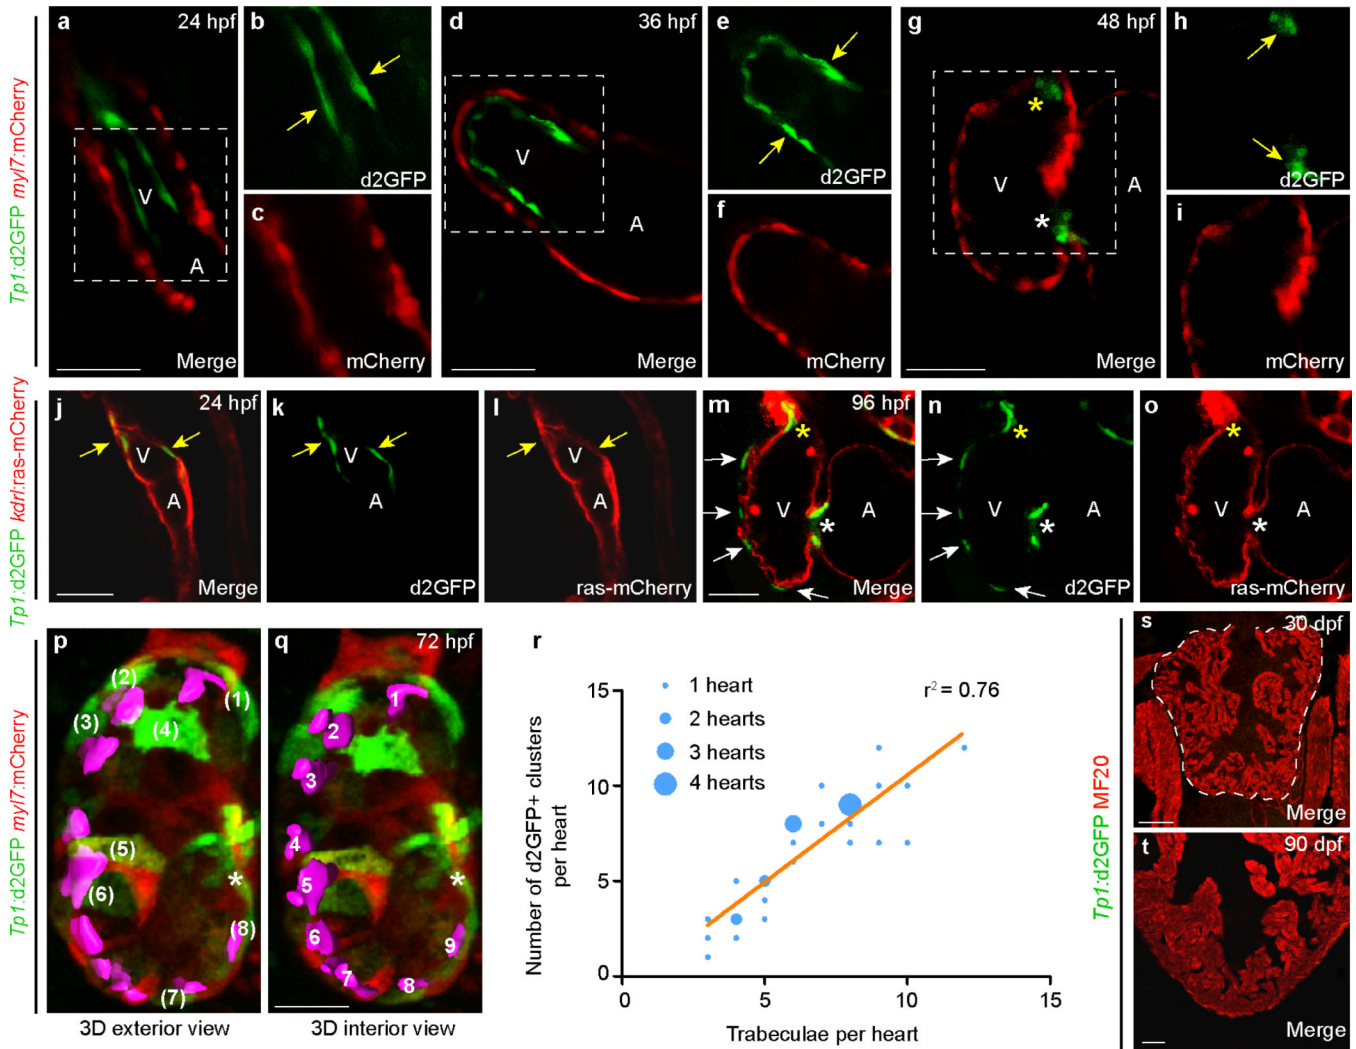 Tp1:d2GFP myl7:mCherry
a 24 hpf
V
A
Merge
b
d2GFP
c
mCherry
d 36 hpf
V
A
Merge
e
d2GFP
f
mCherry
g 48 hpf
*
V A
*
Merge
h
d2GFP
i
mCherry
Tp1:d2GFP kdrl:ras-mCherry
j 24 hpf
V
A
Merge
k
V
A
d2GFP
l
V
A
ras-mCherry
m 96 hpf
*
V A
*
Merge
n
*
V A
*
d2GFP
o
*
V A
*
ras-mCherry
Tp1:d2GFP myl7:mCherry
p
(2)
(1)
(3)
(4)
(5)
(6)
*
(8)
(7)
3D exterior view
q 72 hpf
1
2
3
4
5
*
6
9
7
8
3D interior view
r
1 heart
2 hearts
3 hearts
4 hearts
r2 = 0.76
Number of d2GFP+ clusters
per heart
15
10
5
0
0 5 10 15
Trabeculae per heart
Tp1:d2GFP MF20
s 30 dpf
Merge
t 90 dpf
Merge